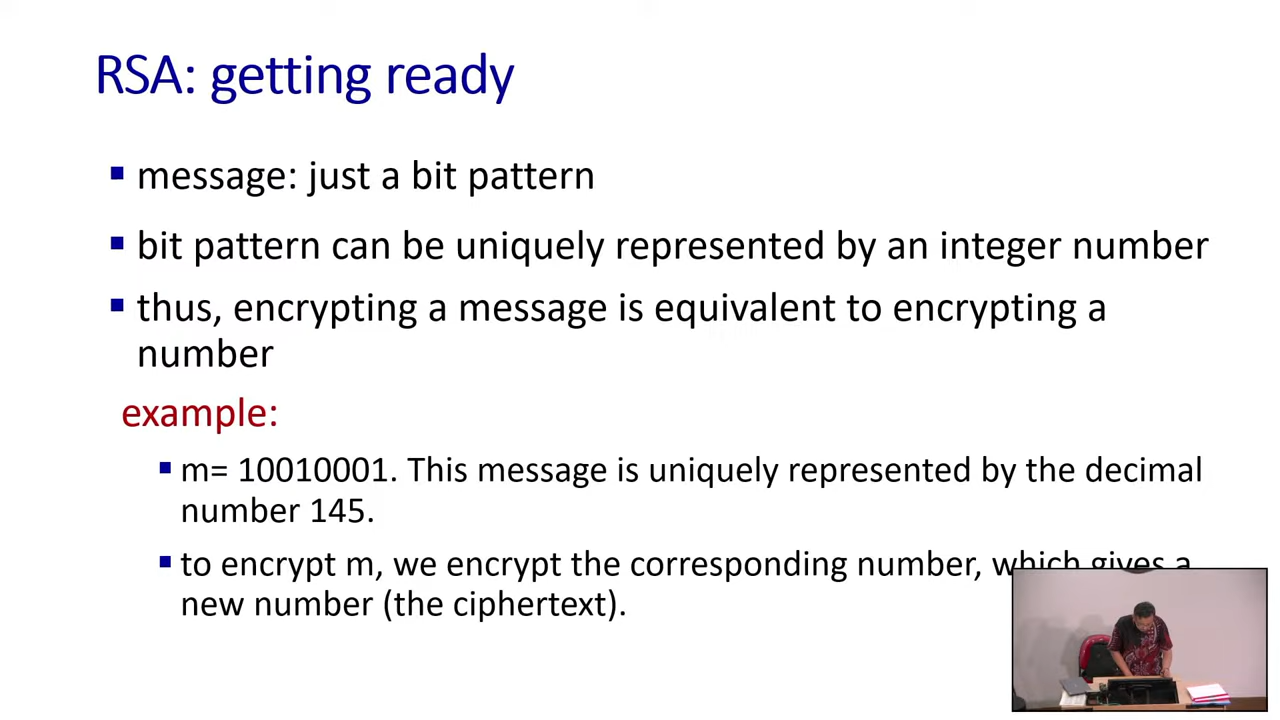 RSA: getting ready
▪ message: just a bit pattern
▪ bit pattern can be uniquely represented by an integer number
▪ thus, encrypting a message is equivalent to encrypting a
number
example:
▪ m= 10010001. This message is uniquely represented by the decimal
number 145.
▪ to encrypt m, we encrypt the corresponding number, which gives a
new number (the ciphertext).